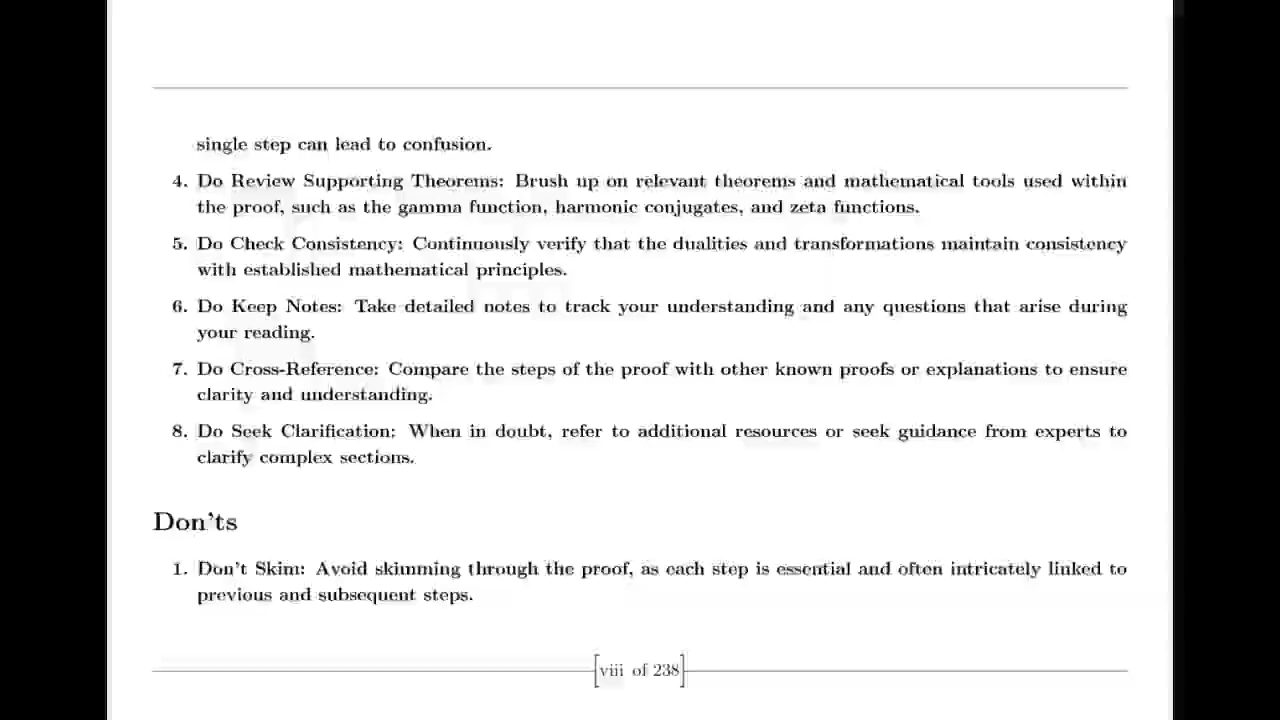 single step can lead to confusion.
4. Do Review Supporting Theorems: Brush up on relevant theorems and mathematical tools used within
the proof, such as the gamma function, harmonic conjugates, and zeta functions.
5. Do Check Consistency: Continuously verify that the dualities and transformations maintain consistency
with established mathematical principles.
6. Do Keep Notes: Take detailed notes to track your understanding and any questions that arise during
your reading.
7. Do Cross-Reference: Compare the steps of the proof with other known proofs or explanations to ensure
clarity and understanding.
8. Do Seek Clarification: When in doubt, refer to additional resources or seek guidance from experts to
clarify complex sections.
Don'ts
1. Don't Skim: Avoid skimming through the proof, as each step is essential and often intricately linked to
previous and subsequent steps.
[viii of 238]